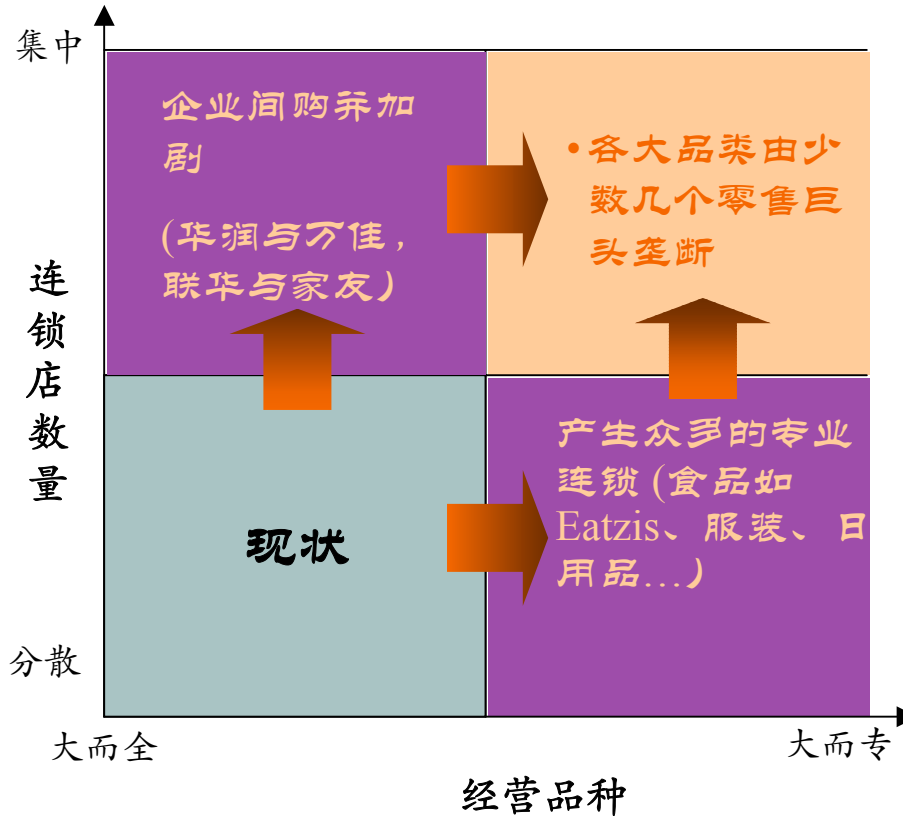 集中
企业间购并加
剧
(华润与万佳，
联华与家友)
•各大品类由少
数几个零售巨
头垄断
连
锁
店
数
量
现状
产生众多的专业
连锁(食品如
Eatzis、服装、日
用品…)
分散
大而全
大而专
经营品种